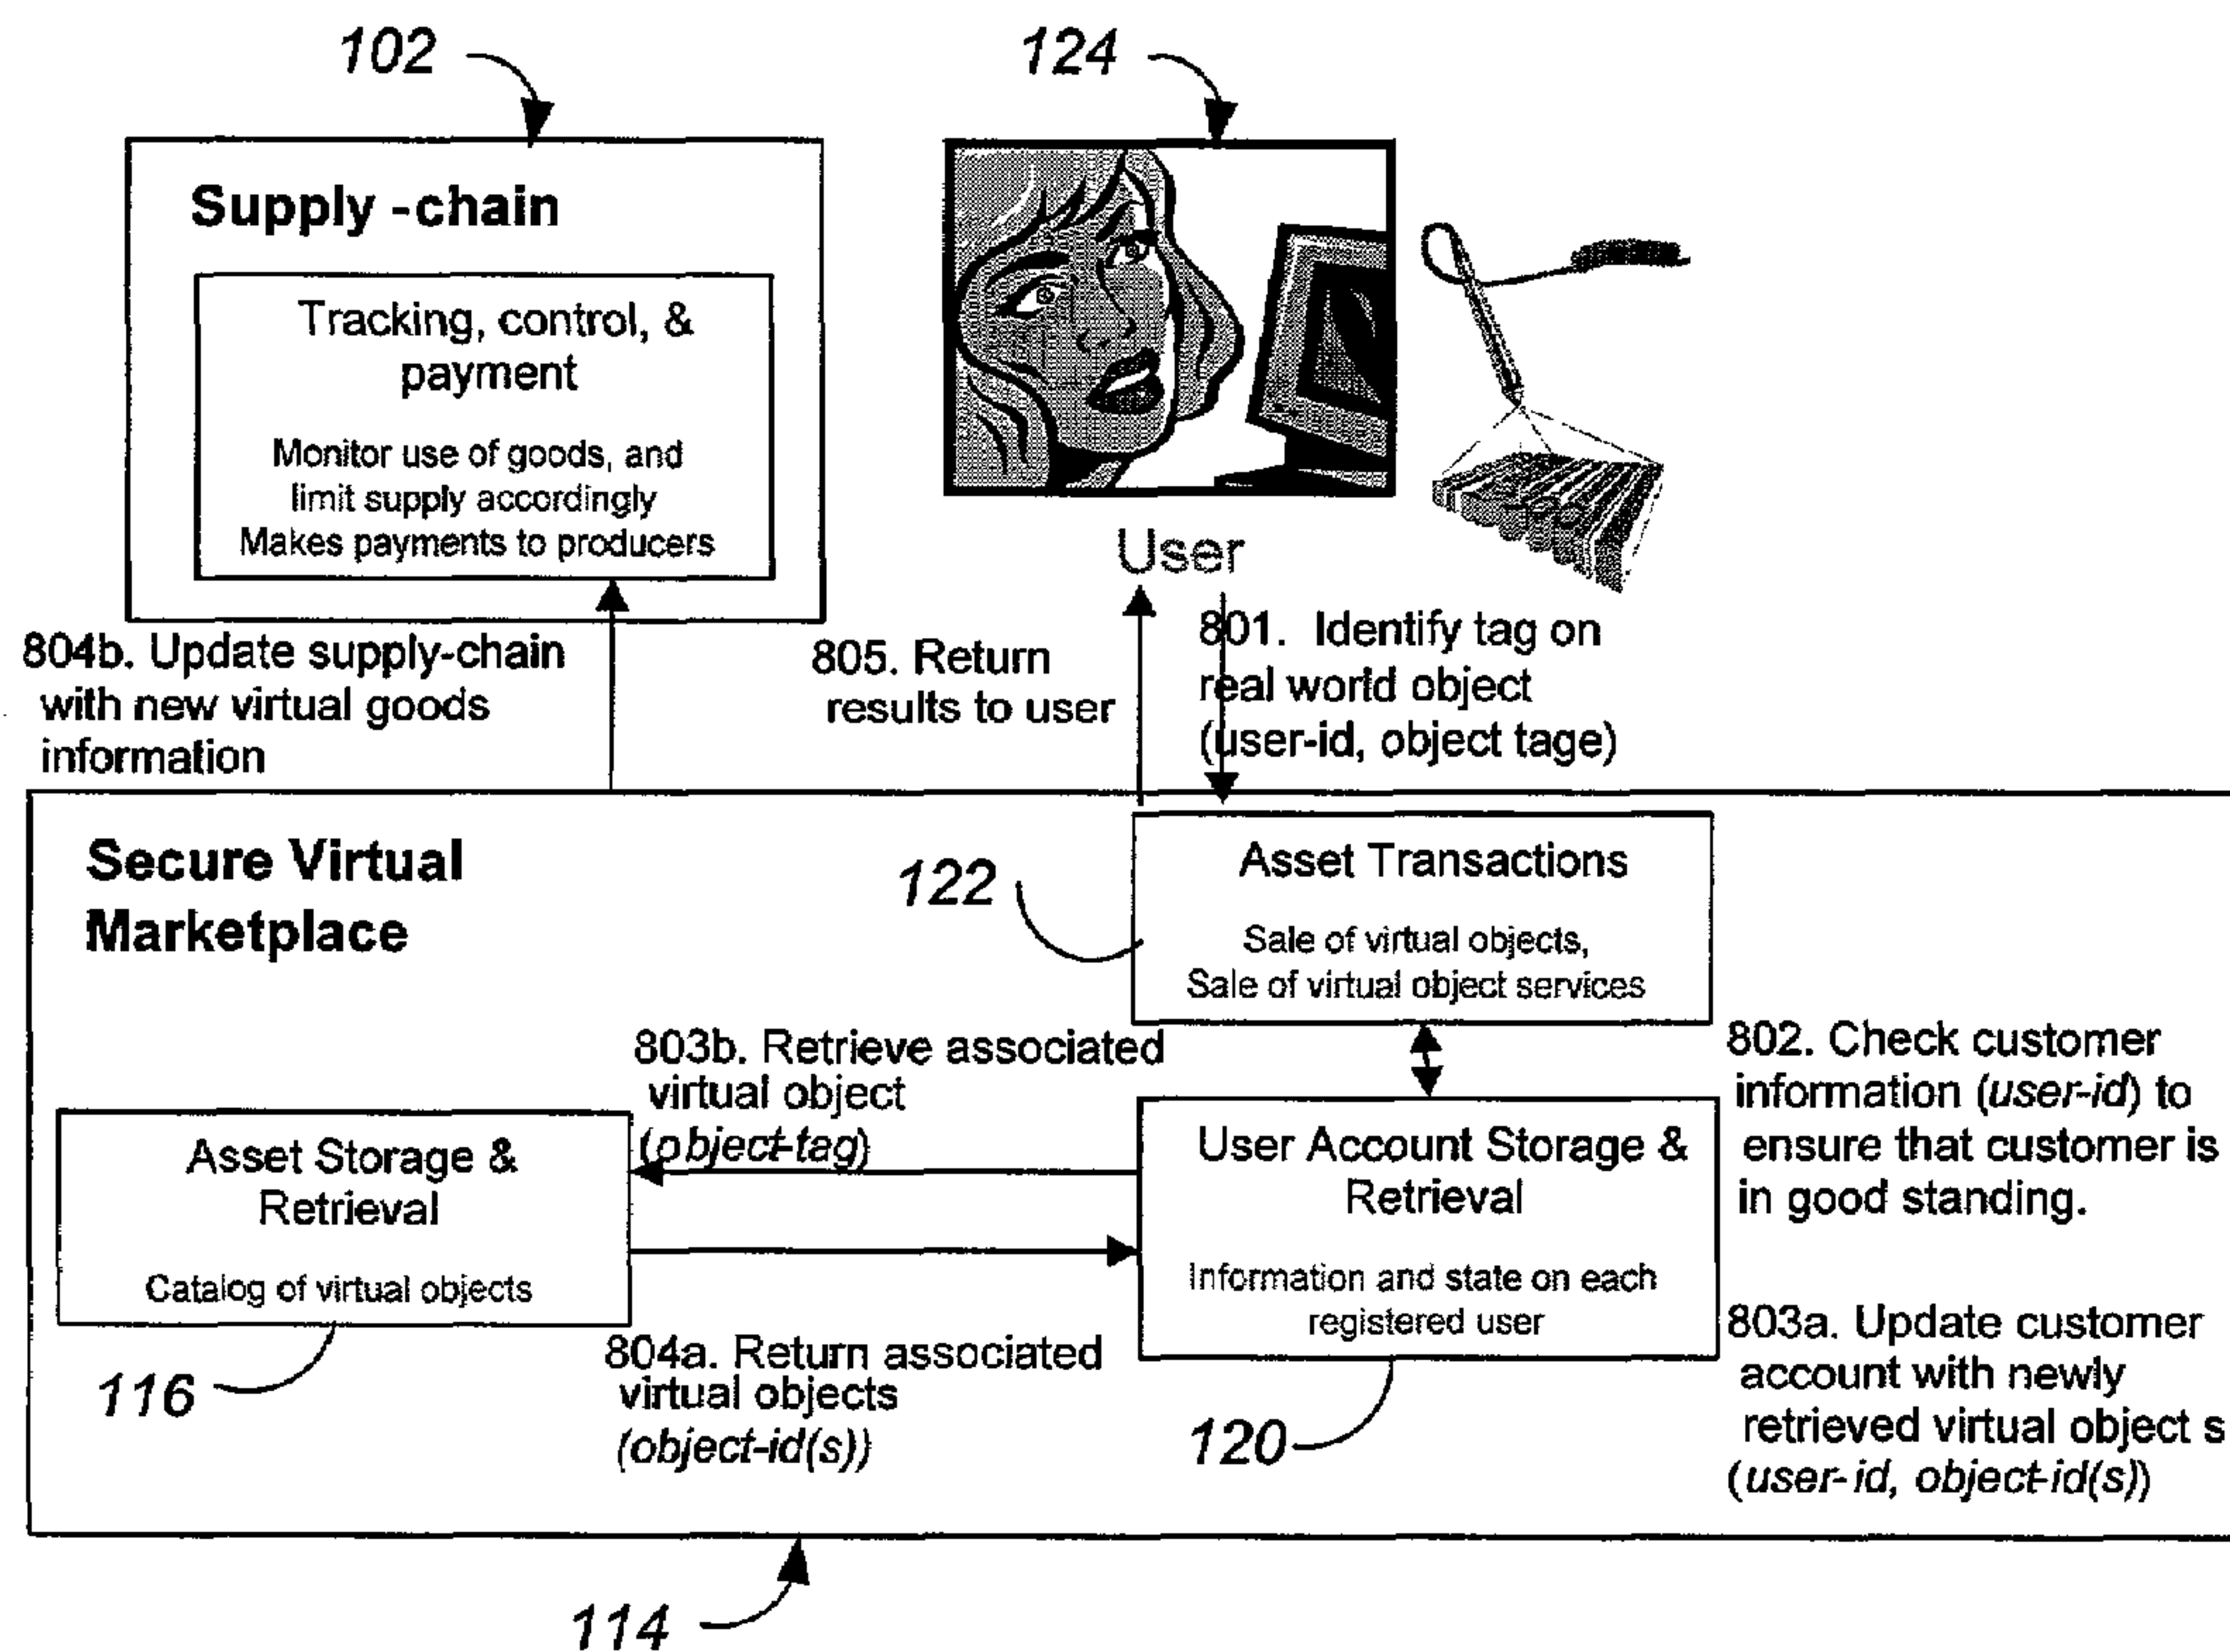 102
124
Supply -chain
Tracking, control, &
payment
Monitor use of goods, and
limit supply accordingly
Makes payments to producers
User
804b. Update supply-chain
with new virtual goods
information
805. Return
results to user
801. Identify tag on
real world object
(user-id, object tage)
Secure Virtual
Marketplace
122
Asset Transactions
Sale of virtual objects,
Sale of virtual object services
803b. Retrieve associated
virtual object
(object-tag)
802. Check customer
information (user-id) to
ensure that customer is
in good standing.
Asset Storage &
Retrieval
Catalog of virtual objects
116
User Account Storage &
Retrieval
Information and state on each
registered user
120
804a. Return associated
virtual objects
(object-id(s))
803a. Update customer
account with newly
retrieved virtual object s
(user-id, object-id(s))
114